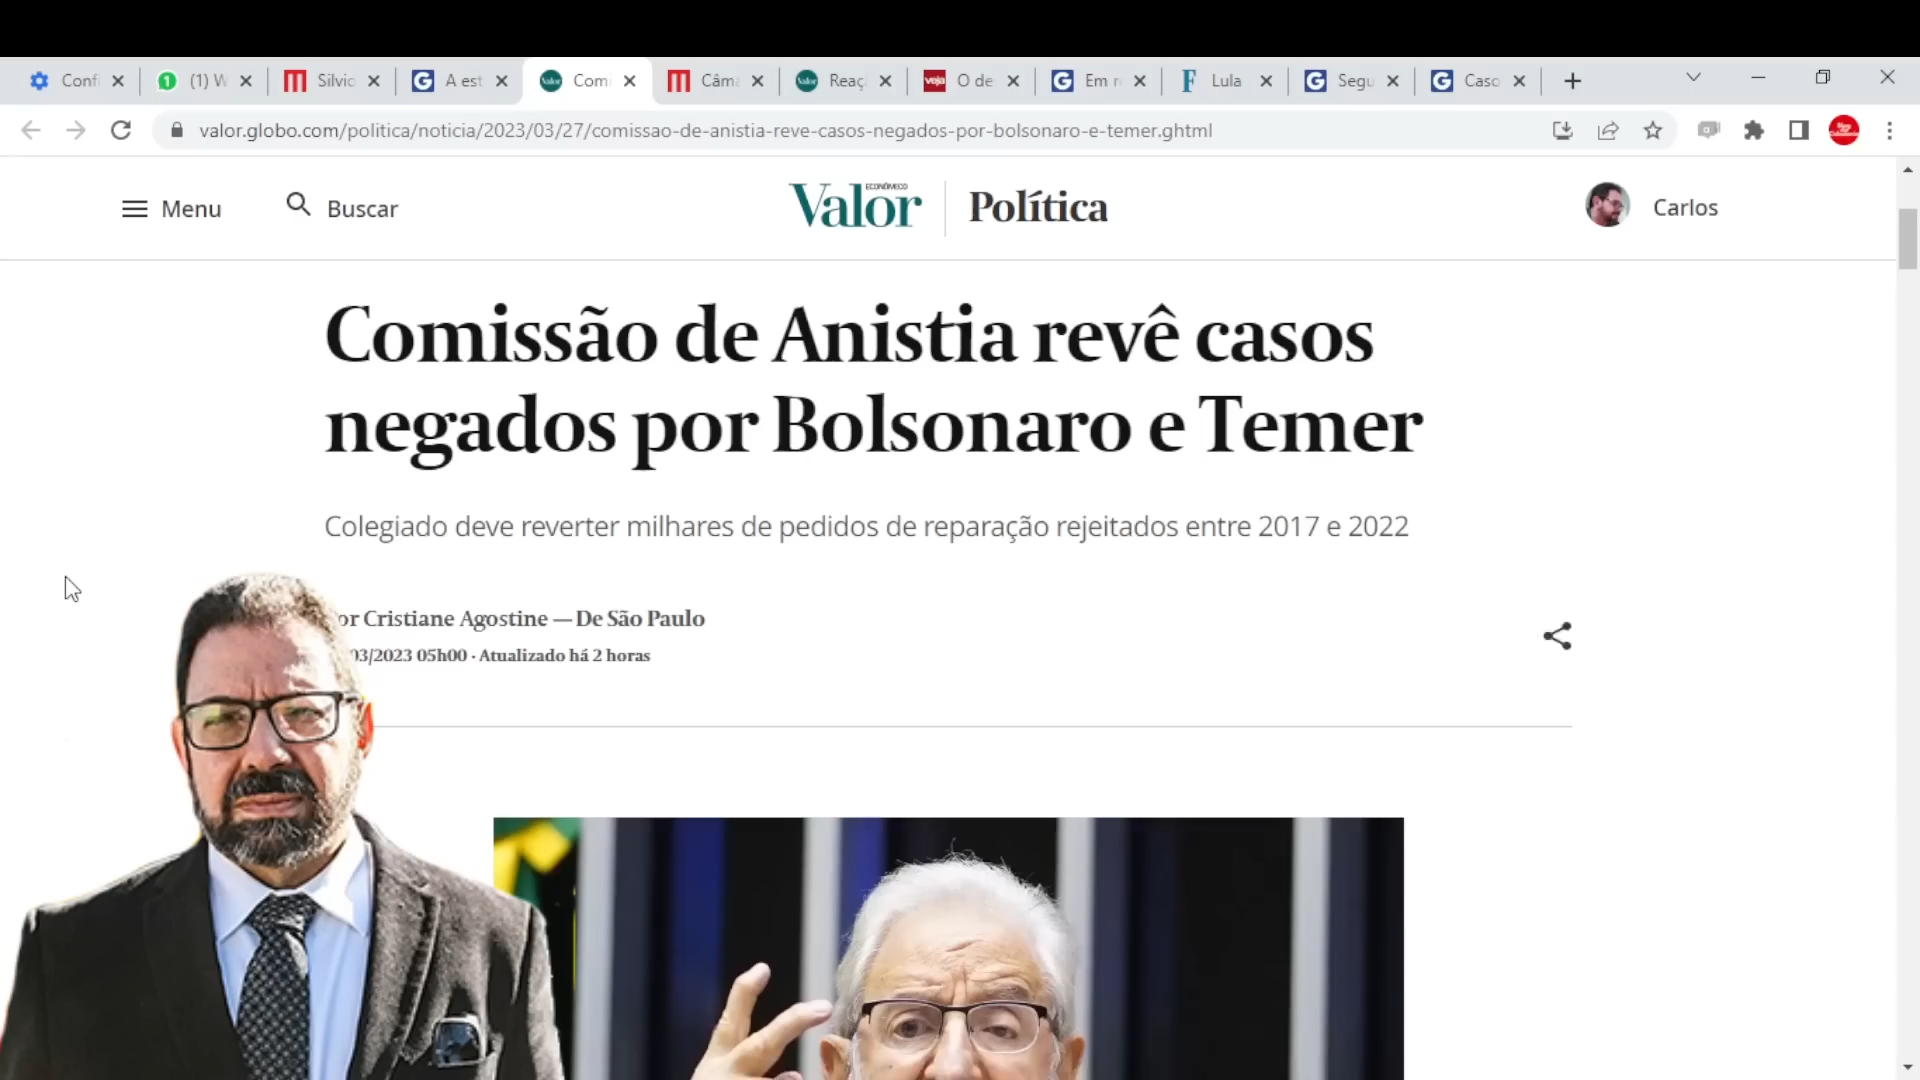 Confi
(1) W
Silvio
A est
Com
Câma
Reaç
O de
Em r
Lula
Segu
Caso
valor.globo.com/politica/noticia/2023/03/27/comissao-de-anistia-reve-casos-negados-por-bolsonaro-e-temer.ghtml
Menu
Buscar
Valor ECONÔMICO
Política
Carlos
Comissão de Anistia revê casos
negados por Bolsonaro e Temer
Colegiado deve reverter milhares de pedidos de reparação rejeitados entre 2017 e 2022
or Cristiane Agostine — De São Paulo
03/2023 05h00 · Atualizado há 2 horas